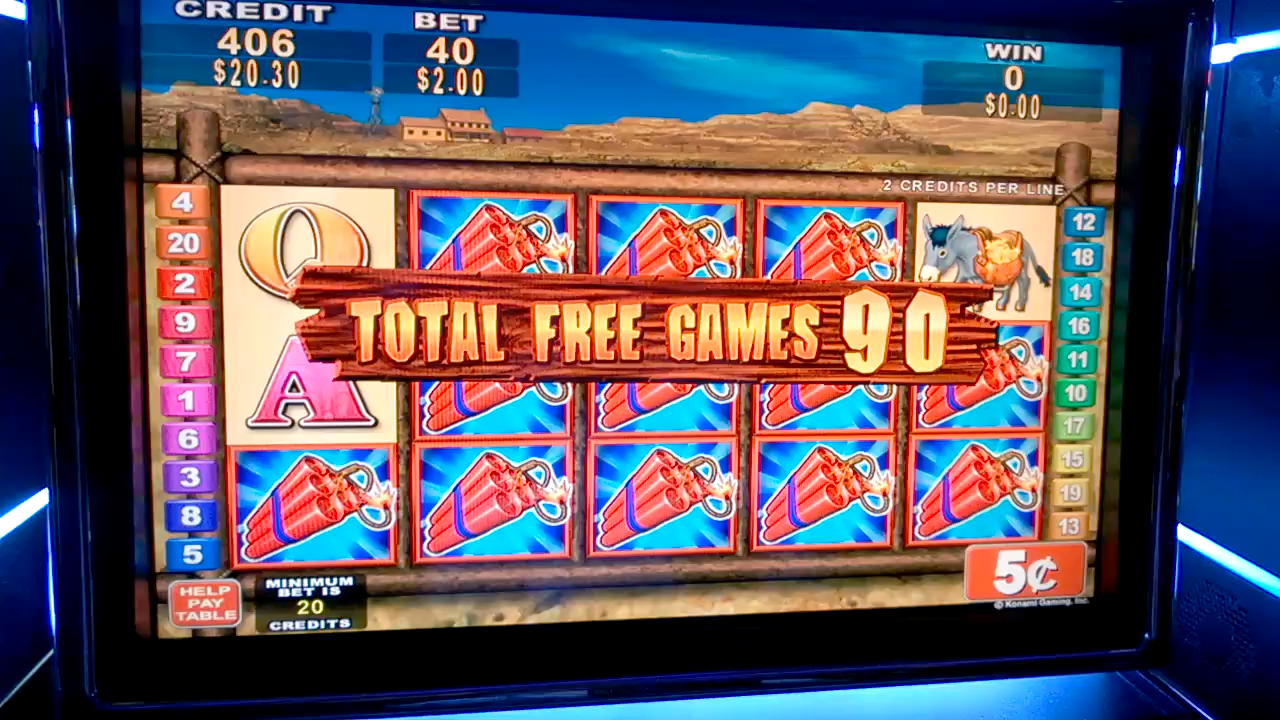 CREDIT
406
$20.30
BET
40
$2.00
WIN
0
$0.00
2 CREDITS PER LINE
4
20
2
9
7
1
6
3
8
5
Q
A
TOTAL FREE GAMES 90
12
18
14
16
11
10
17
15
19
13
HELP
PAY
TABLE
MINIMUM
BET IS
20
CREDITS
5¢
© Konami Gaming, Inc.